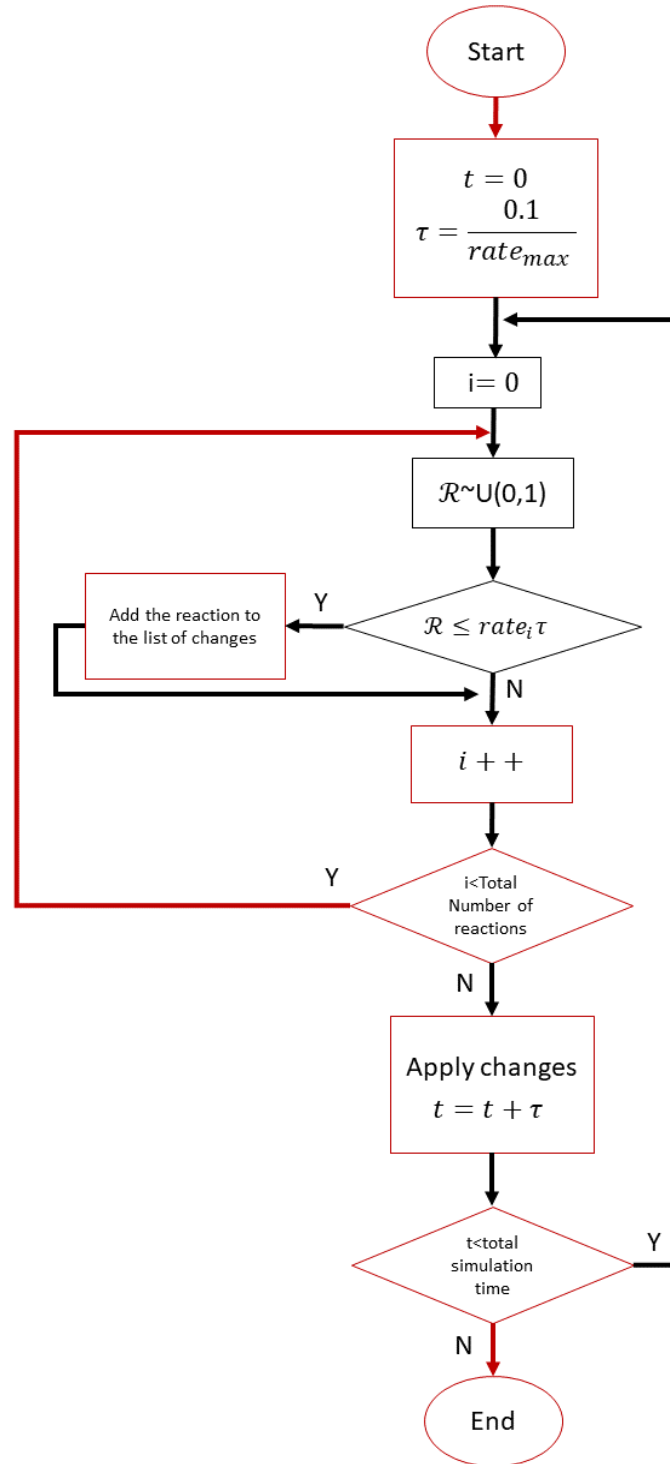 Start
t = 0
τ = 0.1 / rate_max
i= 0
ℛ~U(0,1)
Y
Add the reaction to
the list of changes
ℛ ≤ rate_i τ
N
i + +
Y
i<Total
Number of
reactions
N
Apply changes
t = t + τ
t<total
simulation
time
Y
N
End